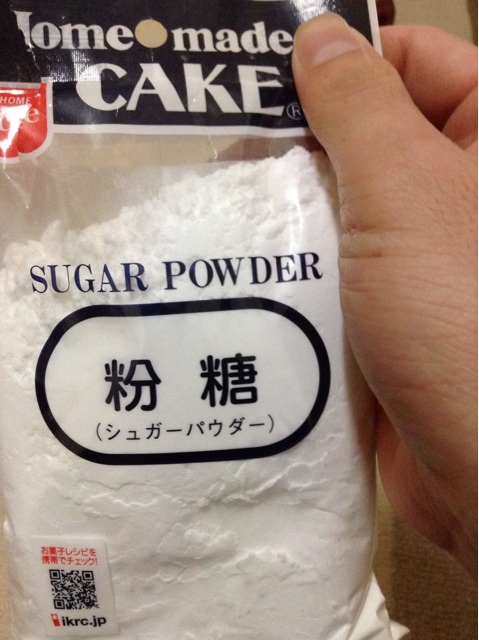 Home made
CAKE®
HOME
SUGAR POWDER
粉糖
(シュガーパウダー)
お菓子レシピを
携帯でチェック!
ikrc.jp